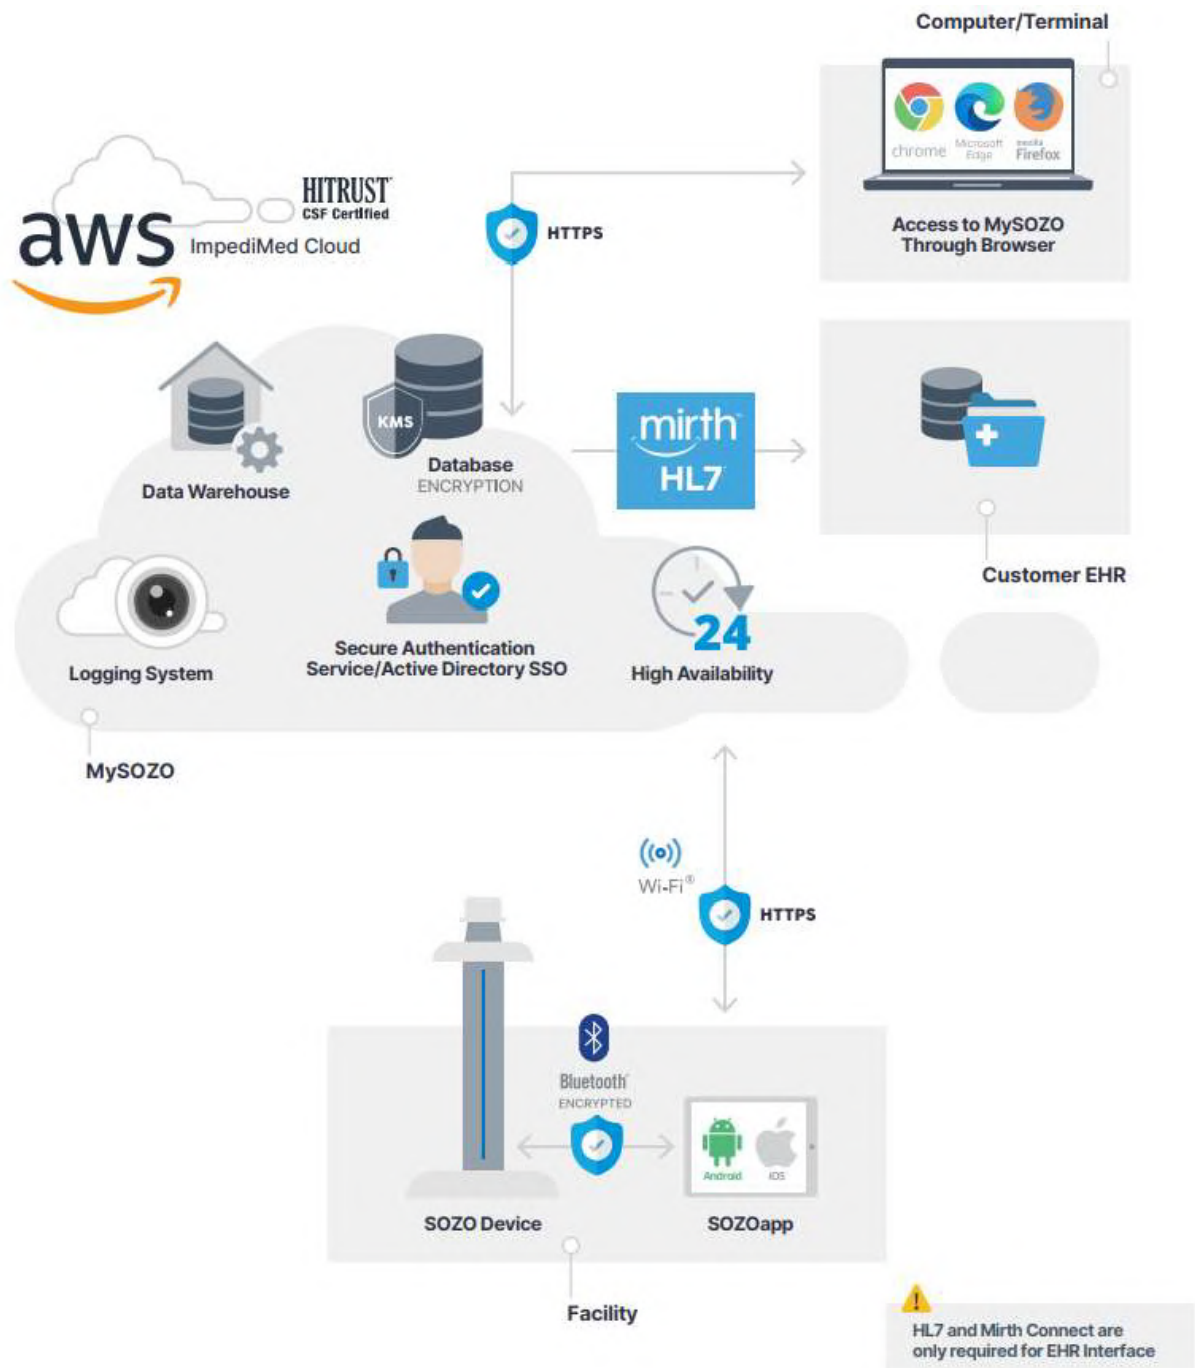 Computer/Terminal
chrome
Microsoft
Edge
mozilla
Firefox
Access to MySOZO
Through Browser
HITRUST
CSF Certified
aws
ImpediMed Cloud
HTTPS
KMS
mirth
HL7
Database
ENCRYPTION
Data Warehouse
Customer EHR
24
Secure Authentication
Service/Active Directory SSO
Logging System
High Availability
MySOZO
Wi-Fi®
HTTPS
Bluetooth
ENCRYPTED
Android
iOS
SOZO Device
SOZOapp
Facility
!
HL7 and Mirth Connect are
only required for EHR Interface